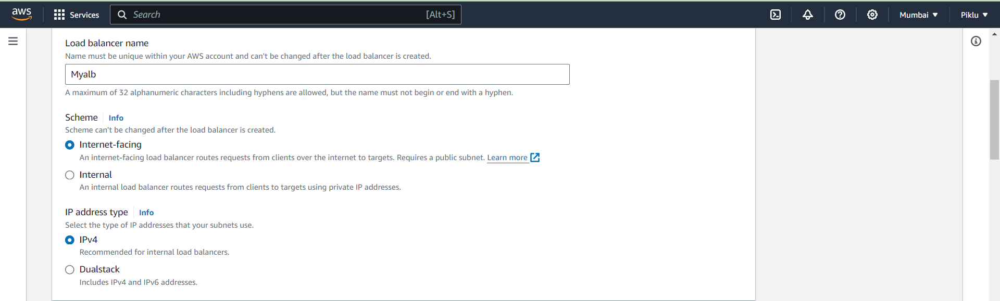 aws Services Search [Alt+S] Mumbai Piklu
Load balancer name
Name must be unique within your AWS account and can't be changed after the load balancer is created.
Myalb
A maximum of 32 alphanumeric characters including hyphens are allowed, but the name must not begin or end with a hyphen.
Scheme Info
Scheme can't be changed after the load balancer is created.
Internet-facing
An internet-facing load balancer routes requests from clients over the internet to targets. Requires a public subnet. Learn more
Internal
An internal load balancer routes requests from clients to targets using private IP addresses.
IP address type Info
Select the type of IP addresses that your subnets use.
IPv4
Recommended for internal load balancers.
Dualstack
Includes IPv4 and IPv6 addresses.